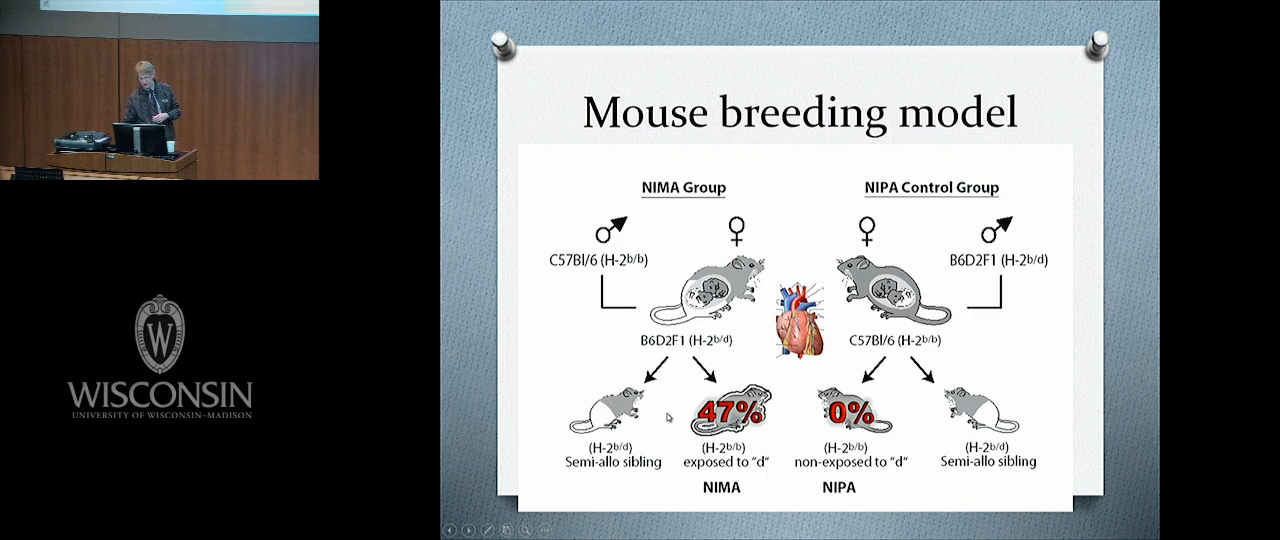 Mouse breeding model
NIMA Group
NIPA Control Group
C57Bl/6 (H-2b/b)
B6D2F1 (H-2b/d)
B6D2F1 (H-2b/d)
C57Bl/6 (H-2b/b)
47%
0%
(H-2b/d)
Semi-allo sibling
(H-2b/b)
exposed to "d"
(H-2b/b)
non-exposed to "d"
(H-2b/d)
Semi-allo sibling
NIMA
NIPA
W
WISCONSIN
UNIVERSITY OF WISCONSIN–MADISON